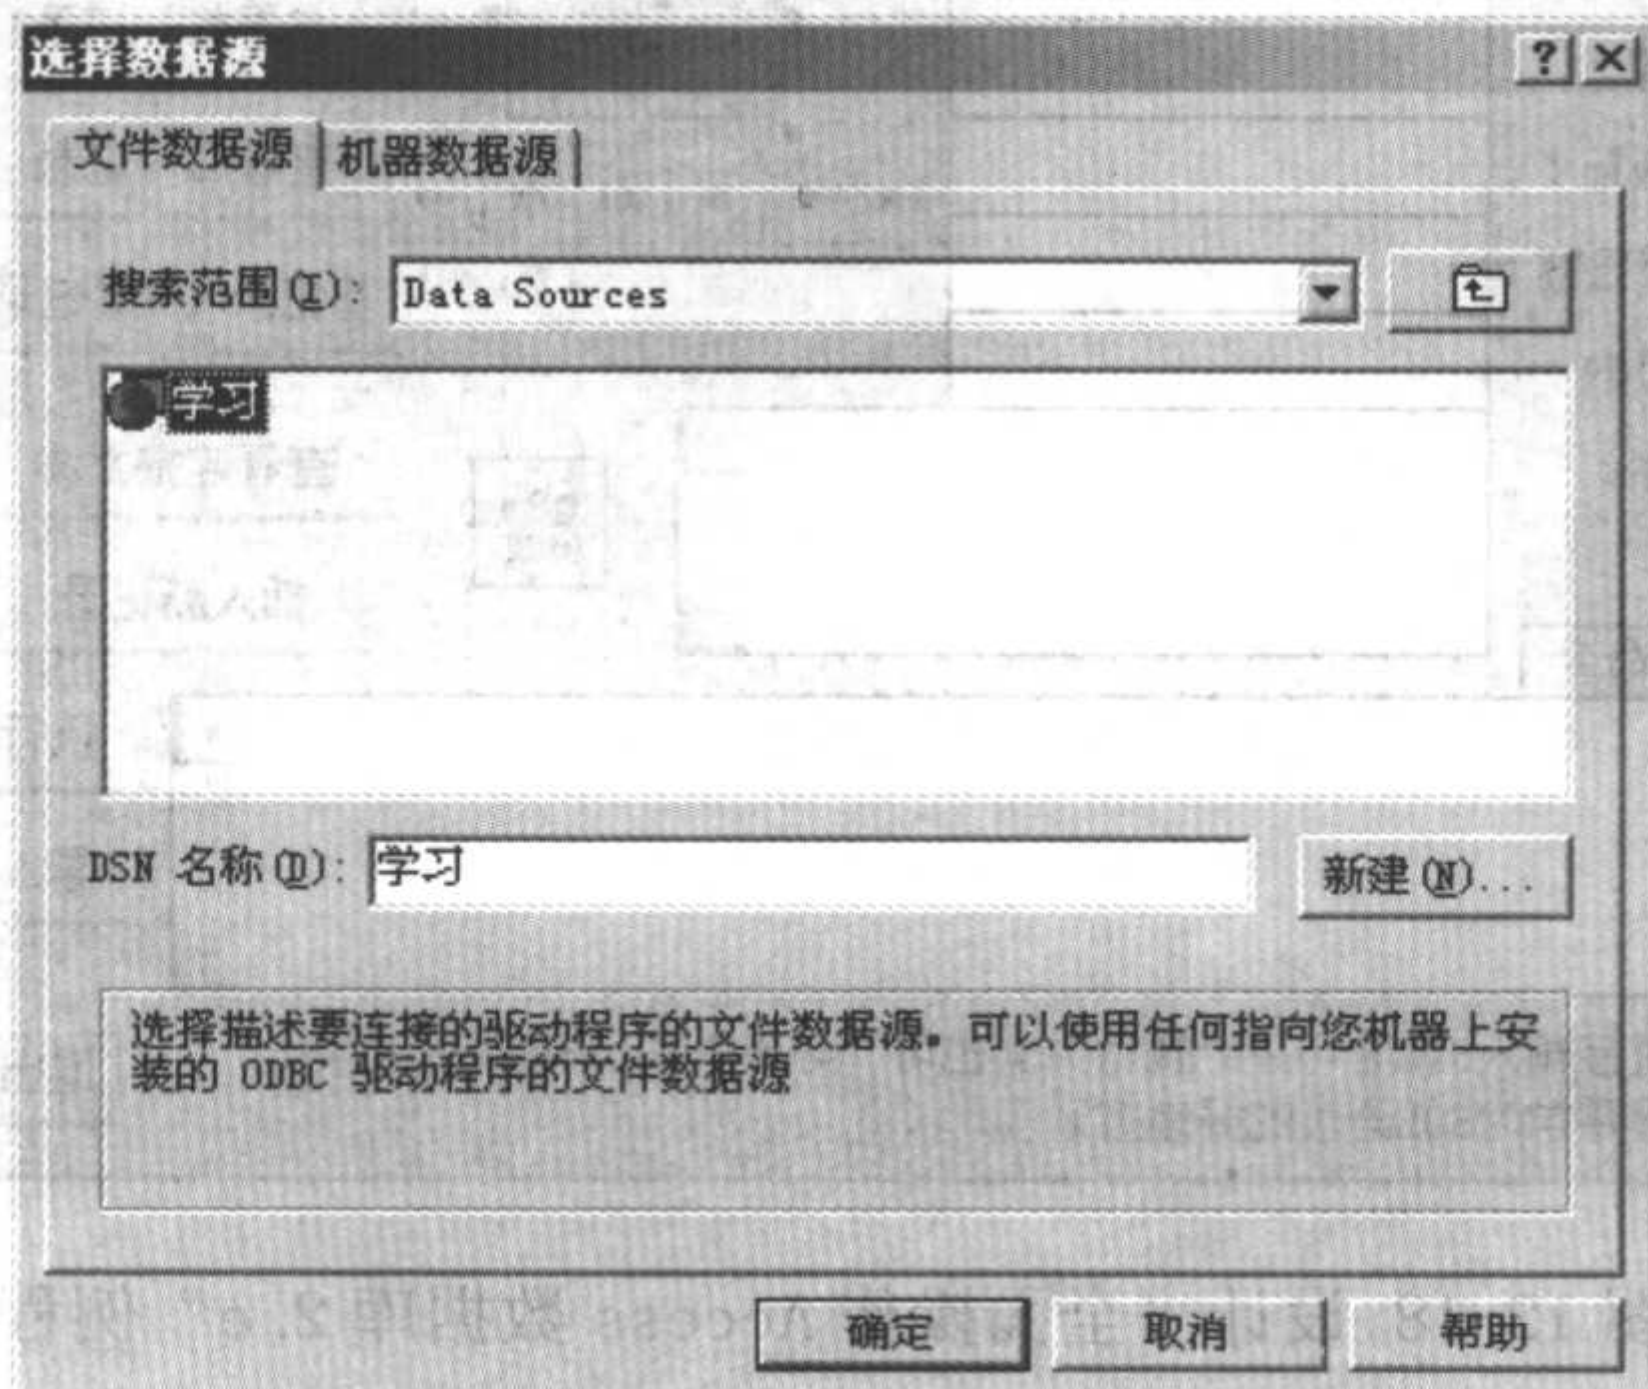 选择数据源
文件数据源 机器数据源
搜索范围(I): Data Sources
学习
DSN 名称(D): 学习 新建(N)...
选择描述要连接的驱动程序的文件数据源。可以使用任何指向您机器上安
装的 ODBC 驱动程序的文件数据源
确定 取消 帮助